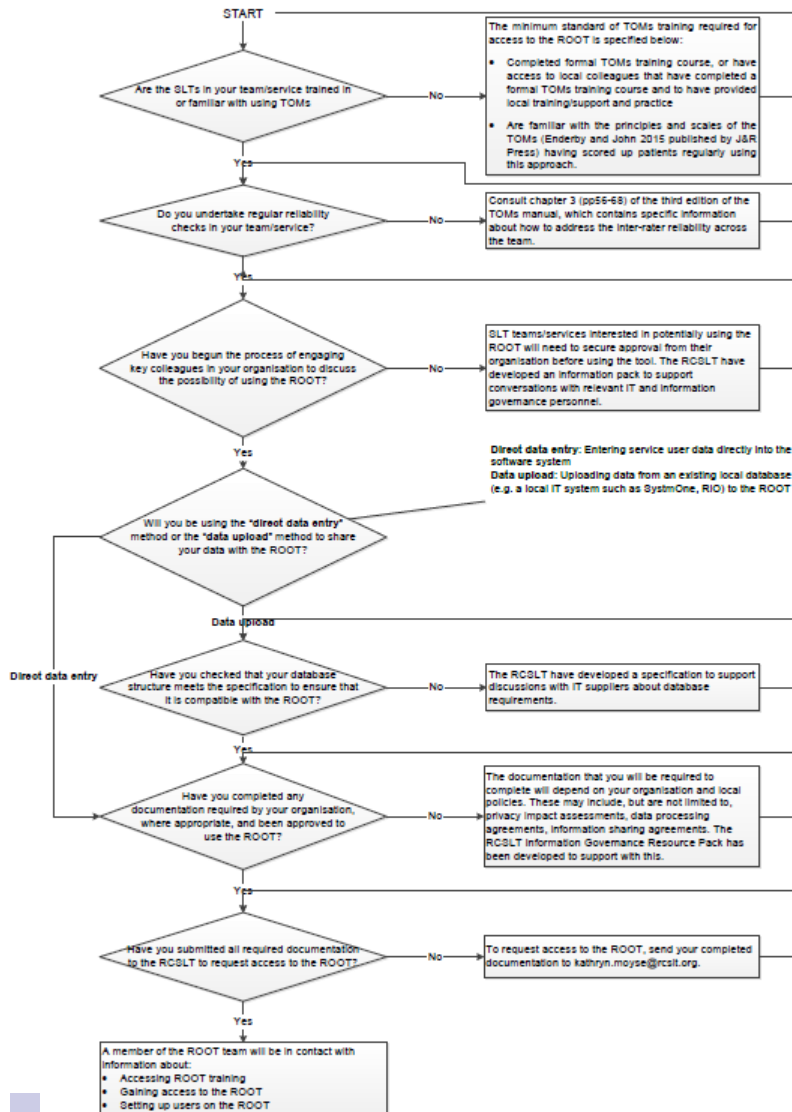 START
Are the SLTs in your team/service trained in
or familiar with using TOMs
No
The minimum standard of TOMs training required for
access to the ROOT is specified below:
• Completed formal TOMs training course, or have
access to local colleagues that have completed a
formal TOMs training course and to have provided
local training/support and practice
• Are familiar with the principles and scales of the
TOMs (Enderby and John 2015 published by J&R
Press) having scored up patients regularly using
this approach.
Yes
Do you undertake regular reliability
checks in your team/service?
No
Consult chapter 3 (pp56-68) of the third edition of the
TOMs manual, which contains specific information
about how to address the inter-rater reliability across
the team.
Yes
Have you begun the process of engaging
key colleagues in your organisation to discuss
the possibility of using the ROOT?
No
SLT teams/services interested in potentially using the
ROOT will need to secure approval from their
organisation before using the tool. The RCSLT have
developed an information pack to support
conversations with relevant IT and information
governance personnel.
Yes
Direct data entry: Entering service user data directly into the
software system
Data upload: Uploading data from an existing local database
(e.g. a local IT system such as SystmOne, RIO) to the ROOT
Will you be using the "direct data entry"
method or the "data upload" method to share
your data with the ROOT?
Data upload
Direct data entry
Have you checked that your database
structure meets the specification to ensure that
it is compatible with the ROOT?
No
The RCSLT have developed a specification to support
discussions with IT suppliers about database
requirements.
Yes
Have you completed any
documentation required by your organisation,
where appropriate, and been approved to
use the ROOT?
No
The documentation that you will be required to
complete will depend on your organisation and local
policies. These may include, but are not limited to,
privacy impact assessments, data processing
agreements, information sharing agreements. The
RCSLT Information Governance Resource Pack has
been developed to support with this.
Yes
Have you submitted all required documentation
to the RCSLT to request access to the ROOT?
No
To request access to the ROOT, send your completed
documentation to kathryn.moyse@rcslt.org.
Yes
A member of the ROOT team will be in contact with
information about:
• Accessing ROOT training
• Gaining access to the ROOT
• Setting up users on the ROOT